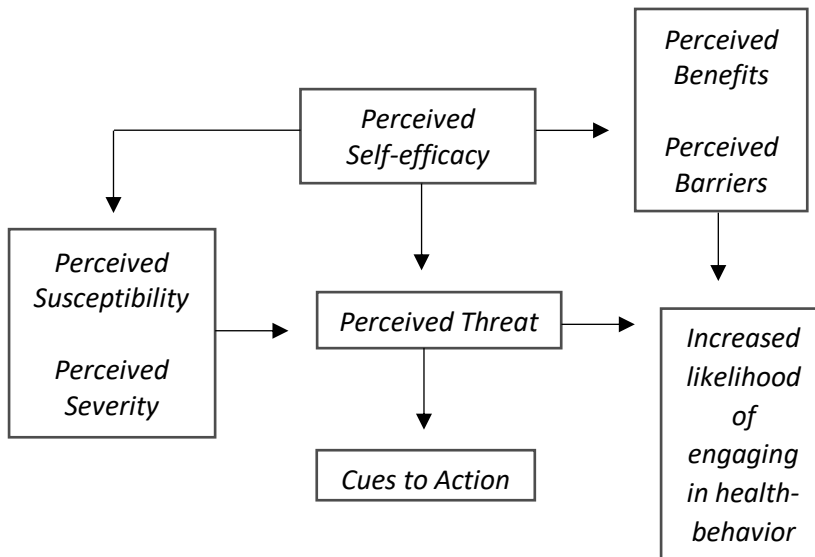 Perceived
Benefits
Perceived
Barriers
Perceived
Self-efficacy
Perceived
Susceptibility
Perceived
Severity
Perceived Threat
Increased
likelihood
of
engaging
in health-
behavior
Cues to Action